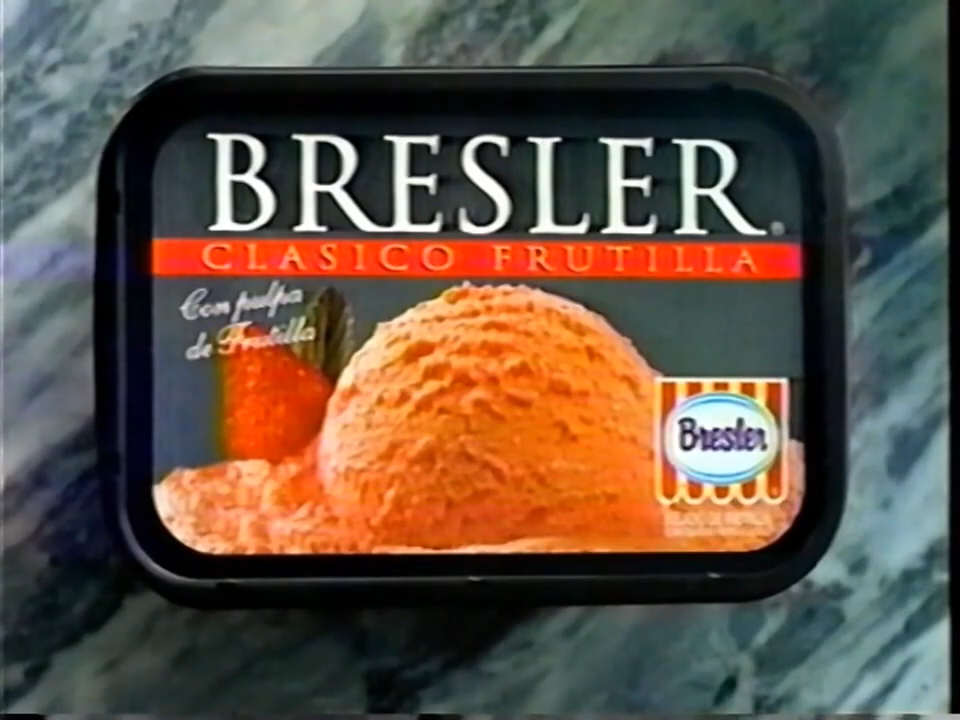 BRESLER®
CLASICO FRUTILLA
Con pulpa
de Frutilla
Bresler